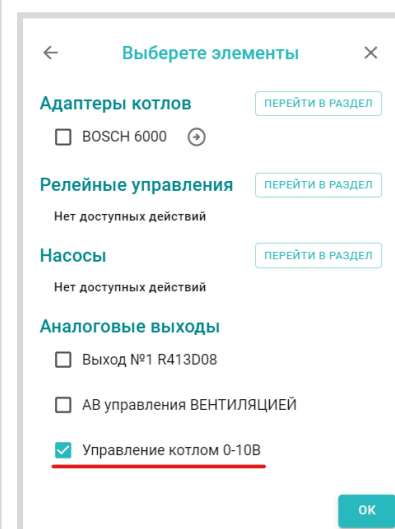 Выберете элементы
Адаптеры котлов ПЕРЕЙТИ В РАЗДЕЛ
BOSCH 6000
Релейные управления ПЕРЕЙТИ В РАЗДЕЛ
Нет доступных действий
Насосы ПЕРЕЙТИ В РАЗДЕЛ
Нет доступных действий
Аналоговые выходы
Выход №1 R413D08
АВ управления ВЕНТИЛЯЦИЕЙ
Управление котлом 0-10В
ОК